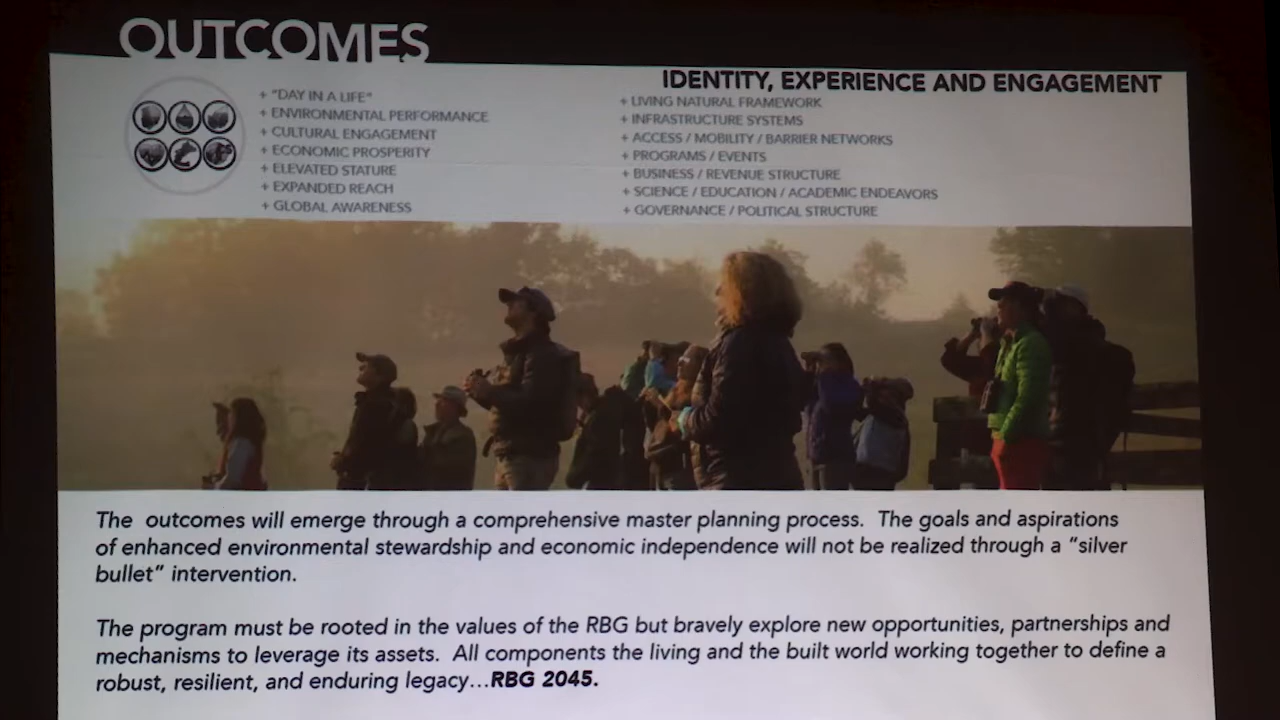 OUTCOMES
IDENTITY, EXPERIENCE AND ENGAGEMENT
+ "DAY IN A LIFE"
+ ENVIRONMENTAL PERFORMANCE
+ CULTURAL ENGAGEMENT
+ ECONOMIC PROSPERITY
+ ELEVATED STATURE
+ EXPANDED REACH
+ GLOBAL AWARENESS
+ LIVING NATURAL FRAMEWORK
+ INFRASTRUCTURE SYSTEMS
+ ACCESS / MOBILITY / BARRIER NETWORKS
+ PROGRAMS / EVENTS
+ BUSINESS / REVENUE STRUCTURE
+ SCIENCE / EDUCATION / ACADEMIC ENDEAVORS
+ GOVERNANCE / POLITICAL STRUCTURE
The outcomes will emerge through a comprehensive master planning process. The goals and aspirations
of enhanced environmental stewardship and economic independence will not be realized through a “silver
bullet” intervention.
The program must be rooted in the values of the RBG but bravely explore new opportunities, partnerships and
mechanisms to leverage its assets. All components the living and the built world working together to define a
robust, resilient, and enduring legacy...RBG 2045.